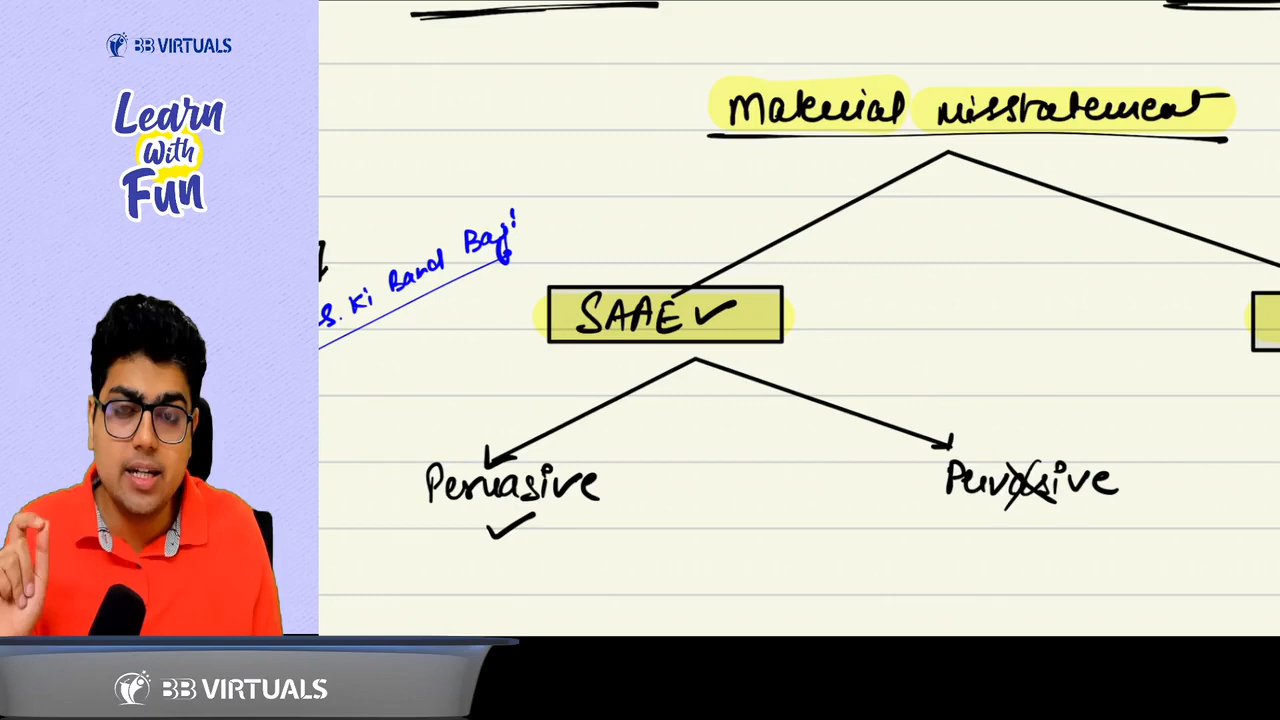 BB VIRTUALS
Learn
With
Fun
Material misstatement
S. Ki Band Baji
SAAE ✓
Pervasive
Pervasive
BB VIRTUALS